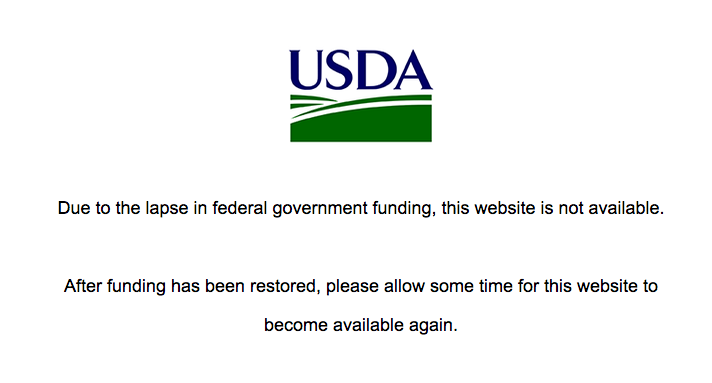 USDA
Due to the lapse in federal government funding, this website is not available.
After funding has been restored, please allow some time for this website to
become available again.